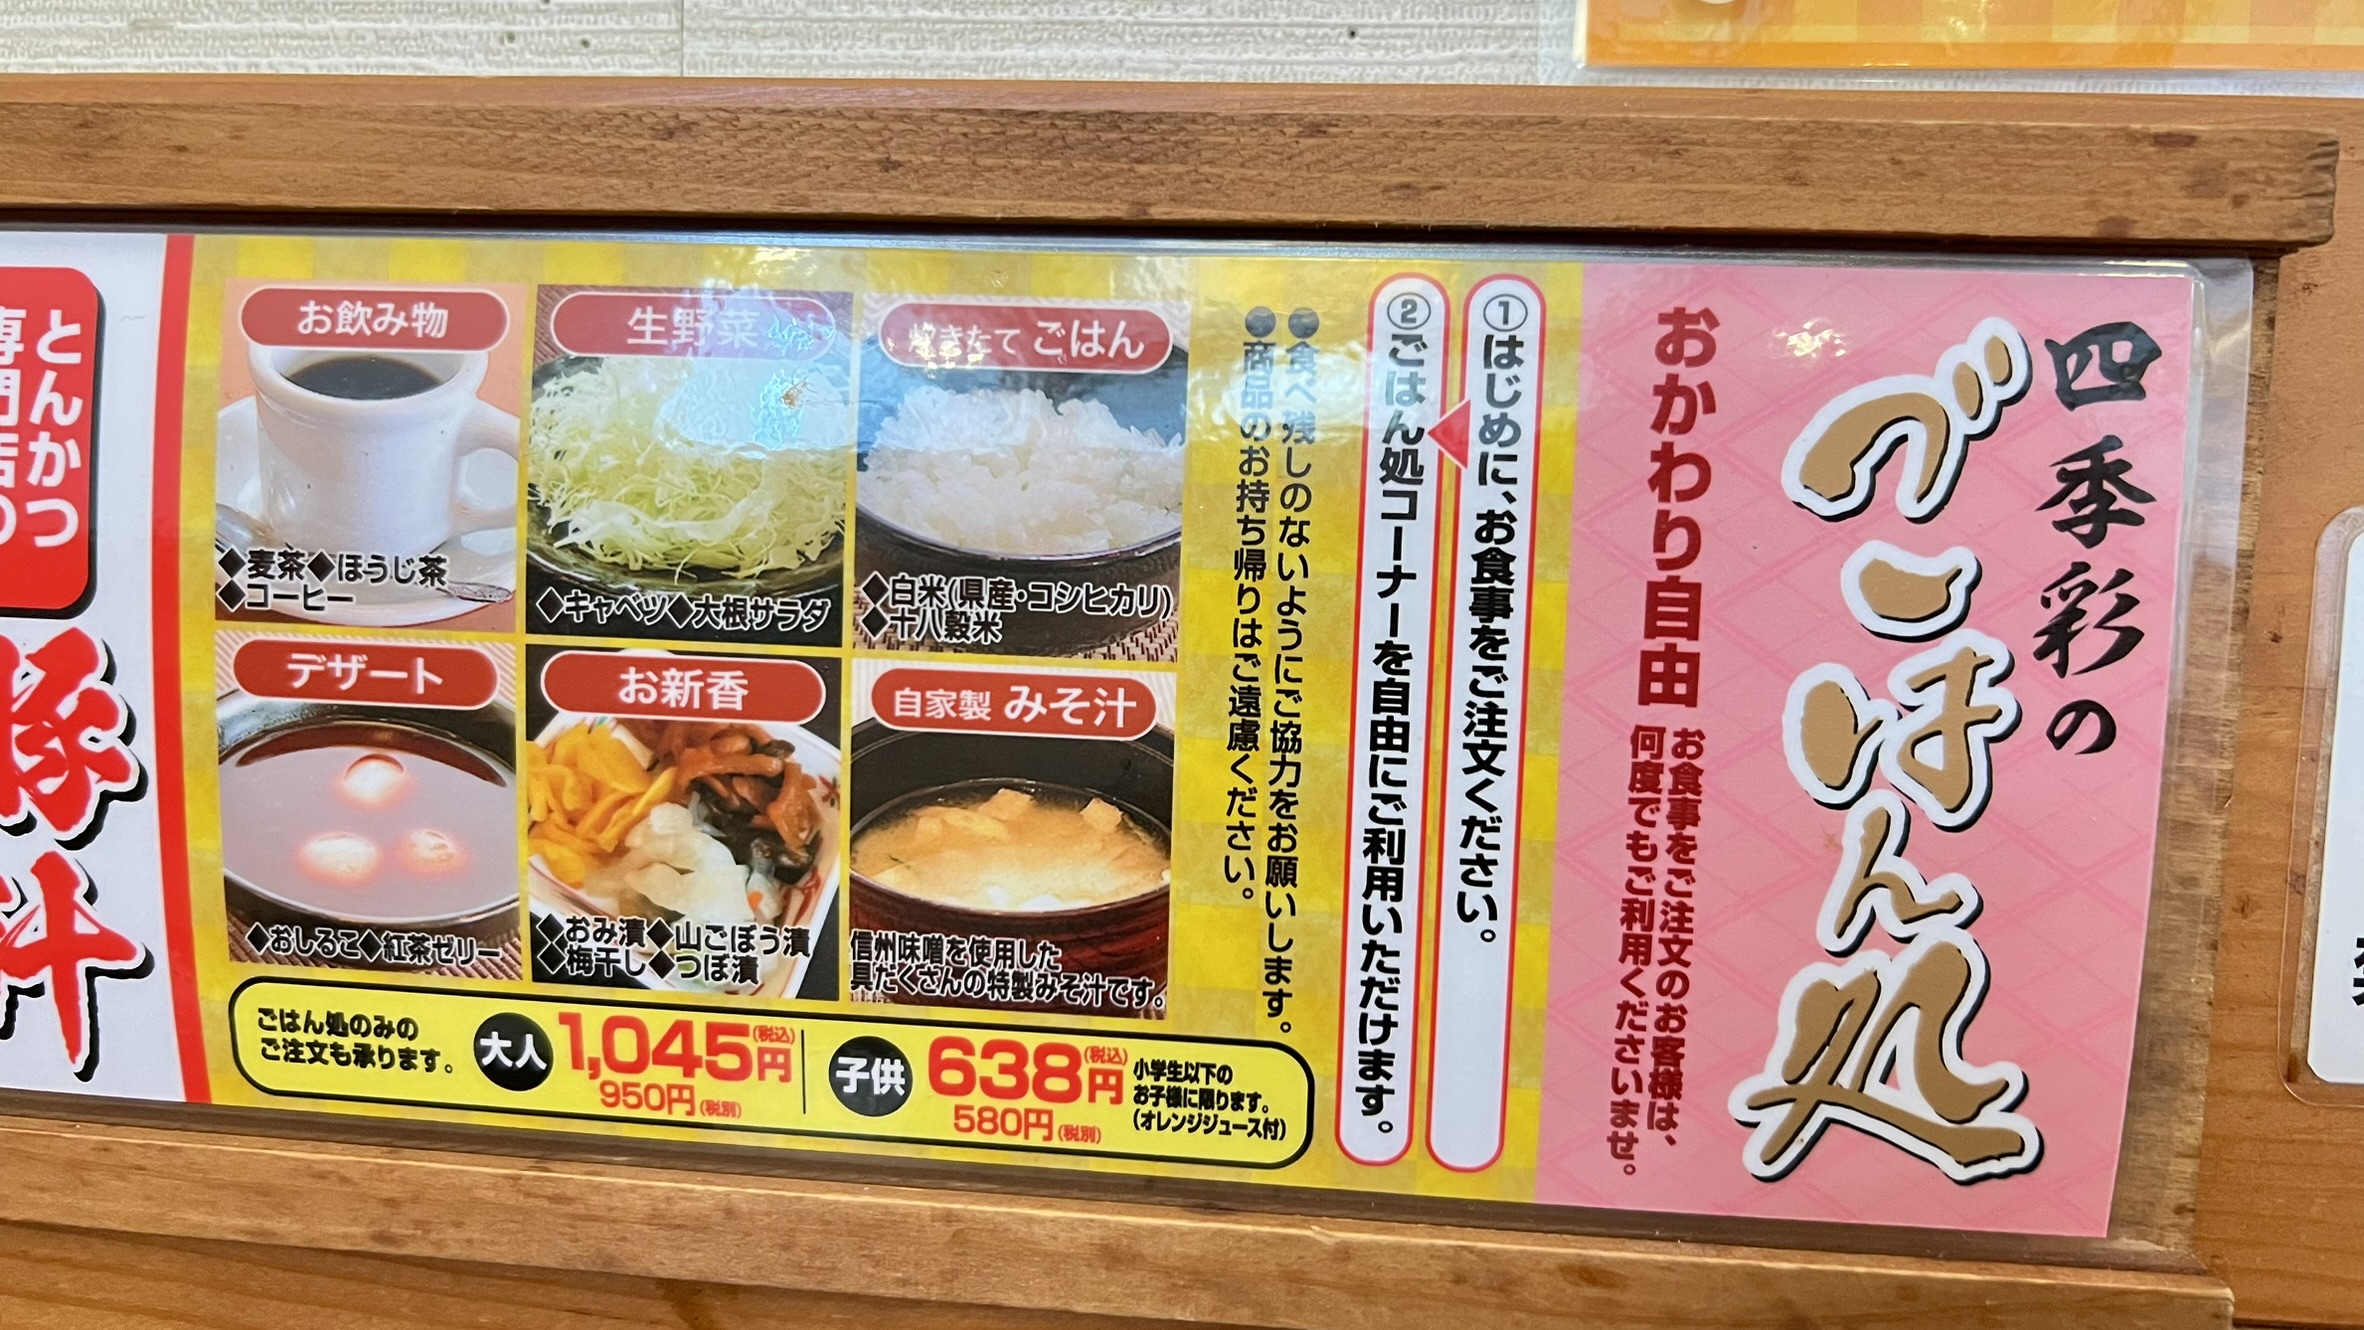 四季彩の
ごはん処
おかわり自由
お食事をご注文のお客様は、
何度でもご利用くださいませ。
①はじめに、お食事をご注文ください。
②ごはん処コーナーを自由にご利用いただけます。
●食べ残しのないようにご協力をお願いします。
●商品のお持ち帰りはご遠慮ください。
炊きたて ごはん
◆白米(県産・コシヒカリ)
◆十八穀米
生野菜
◆キャベツ◆大根サラダ
お飲み物
◆麦茶◆ほうじ茶
◆コーヒー
自家製 みそ汁
信州味噌を使用した
具だくさんの特製みそ汁です。
お新香
◆おみ漬◆山ごぼう漬
◆梅干し◆つぼ漬
デザート
◆おしるこ◆紅茶ゼリー
ごはん処のみの
ご注文も承ります。
大人 1,045円(税込)
950円(税別)
子供 638円(税込)
580円(税別)
小学生以下の
お子様に限ります。
(オレンジジュース付)
とんかつ
専門店の
豚汁